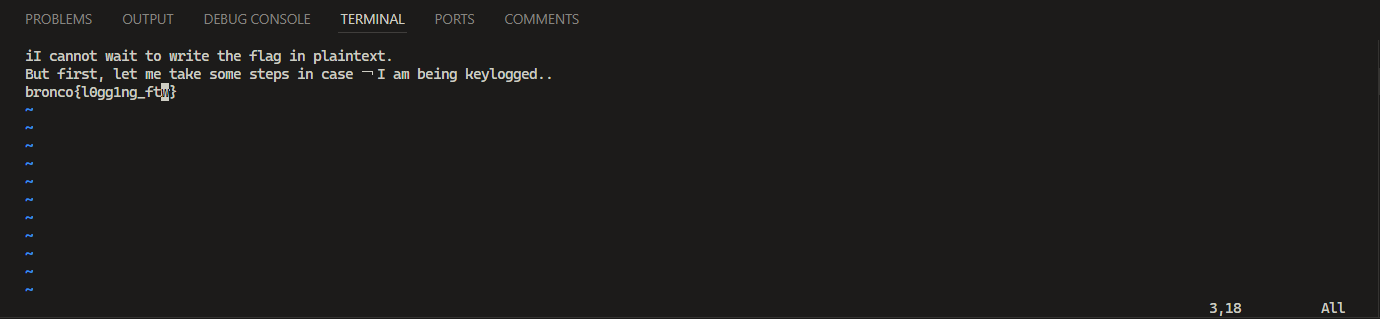 PROBLEMS OUTPUT DEBUG CONSOLE TERMINAL PORTS COMMENTS
iI cannot wait to write the flag in plaintext.
But first, let me take some steps in case ﹁I am being keylogged..
bronco{l0gg1ng_ftw}
~
~
~
~
~
~
~
~
~
~
~
3,18 All